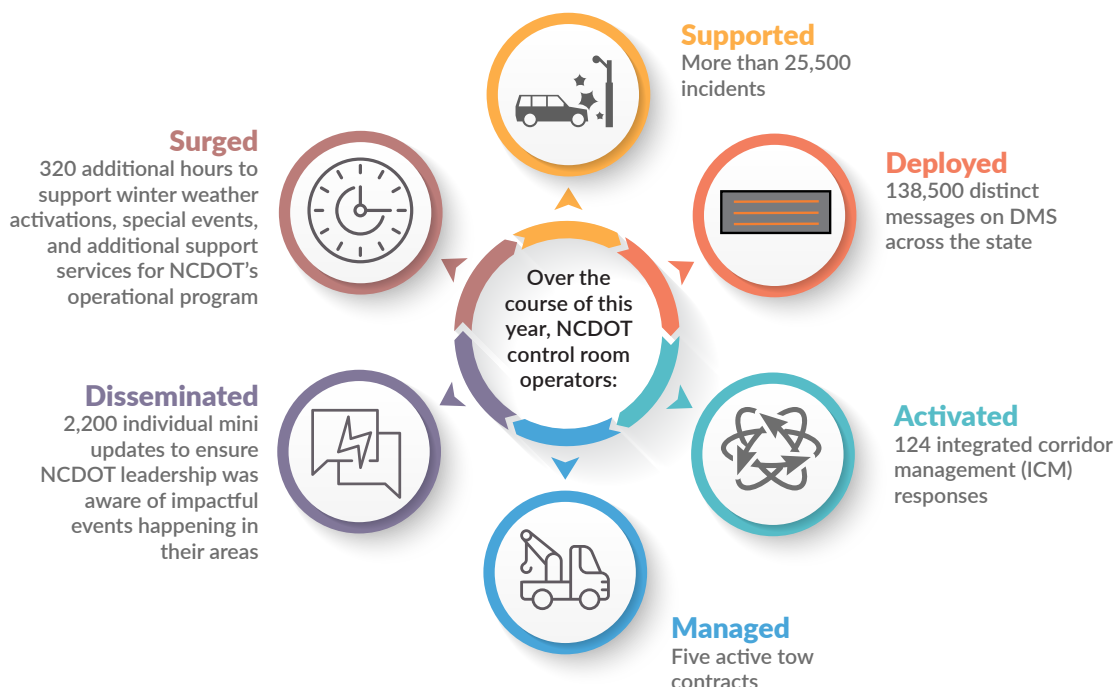 Over the
course of this
year, NCDOT
control room
operators:
Supported
More than 25,500
incidents
Deployed
138,500 distinct
messages on DMS
across the state
Activated
124 integrated corridor
management (ICM)
responses
Managed
Five active tow
contracts
Disseminated
2,200 individual mini
updates to ensure
NCDOT leadership was
aware of impactful
events happening in
their areas
Surged
320 additional hours to
support winter weather
activations, special events,
and additional support
services for NCDOT's
operational program